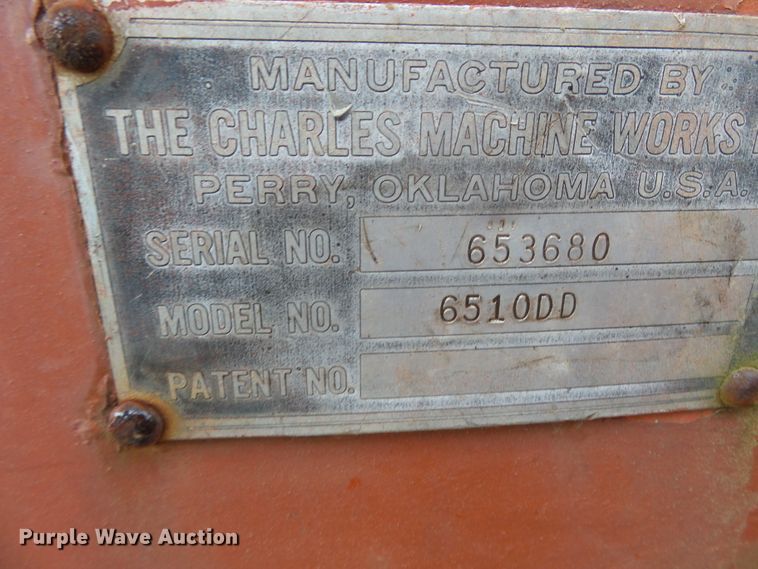 MANUFACTURED BY
THE CHARLES MACHINE WORKS
PERRY, OKLAHOMA U.S.A.
SERIAL NO. 653680
MODEL NO. 6510DD
PATENT NO.
Purple Wave Auction